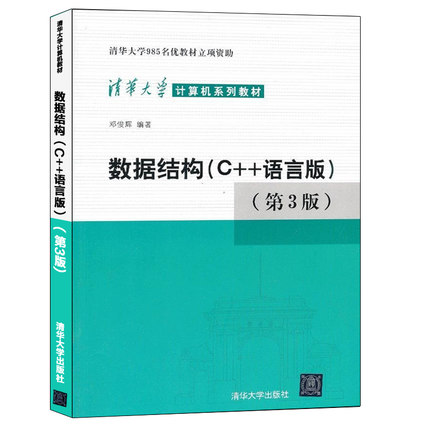 清华大学985名优教材立项资助
清华大学 计算机系列教材
邓俊辉 编著
数据结构(C++语言版)
(第3版)
清华大学出版社
清华大学计算机教材
数据结构(C++语言版)(第3版)
清华大学出版社